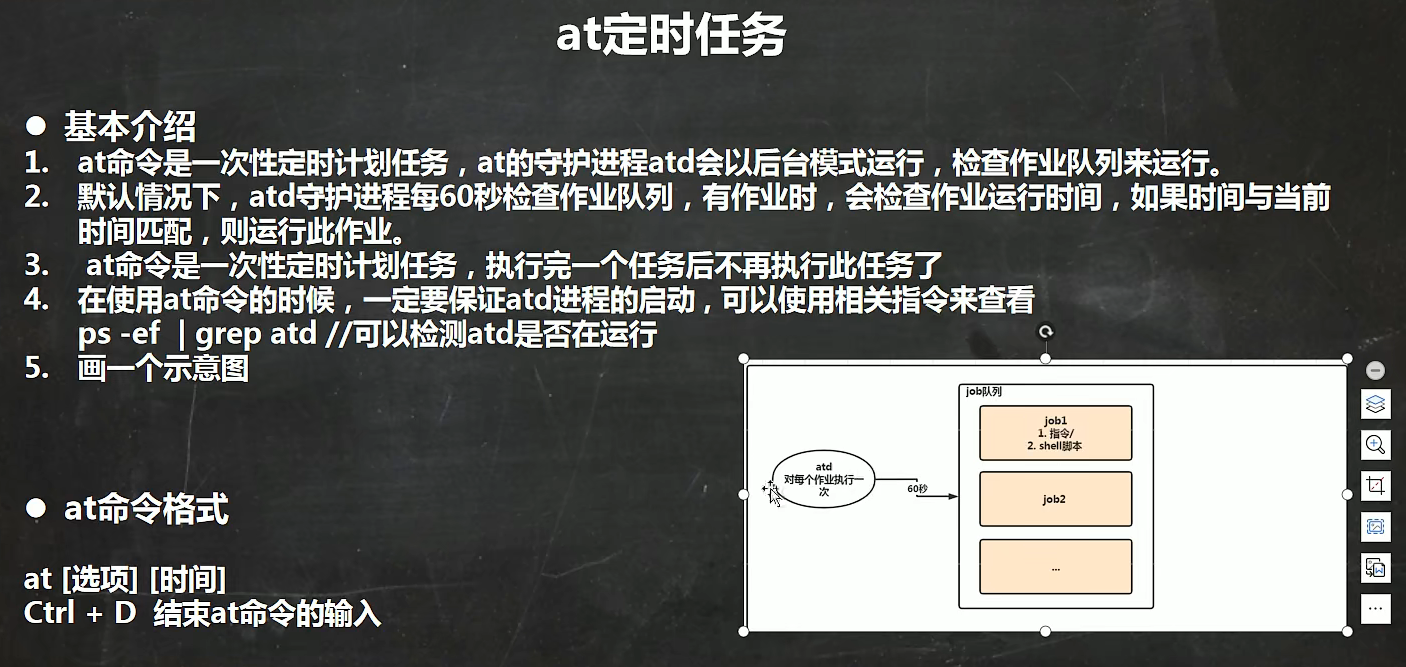 at定时任务
● 基本介绍
1. at命令是一次性定时计划任务，at的守护进程atd会以后台模式运行，检查作业队列来运行。
2. 默认情况下，atd守护进程每60秒检查作业队列，有作业时，会检查作业运行时间，如果时间与当前
时间匹配，则运行此作业。
3. at命令是一次性定时计划任务，执行完一个任务后不再执行此任务了
4. 在使用at命令的时候，一定要保证atd进程的启动，可以使用相关指令来查看
ps -ef | grep atd //可以检测atd是否在运行
5. 画一个示意图
job队列
job1
1. 指令/
2. shell脚本
atd
对每个作业执行一
次
60秒
job2
...
● at命令格式
at [选项] [时间]
Ctrl + D 结束at命令的输入